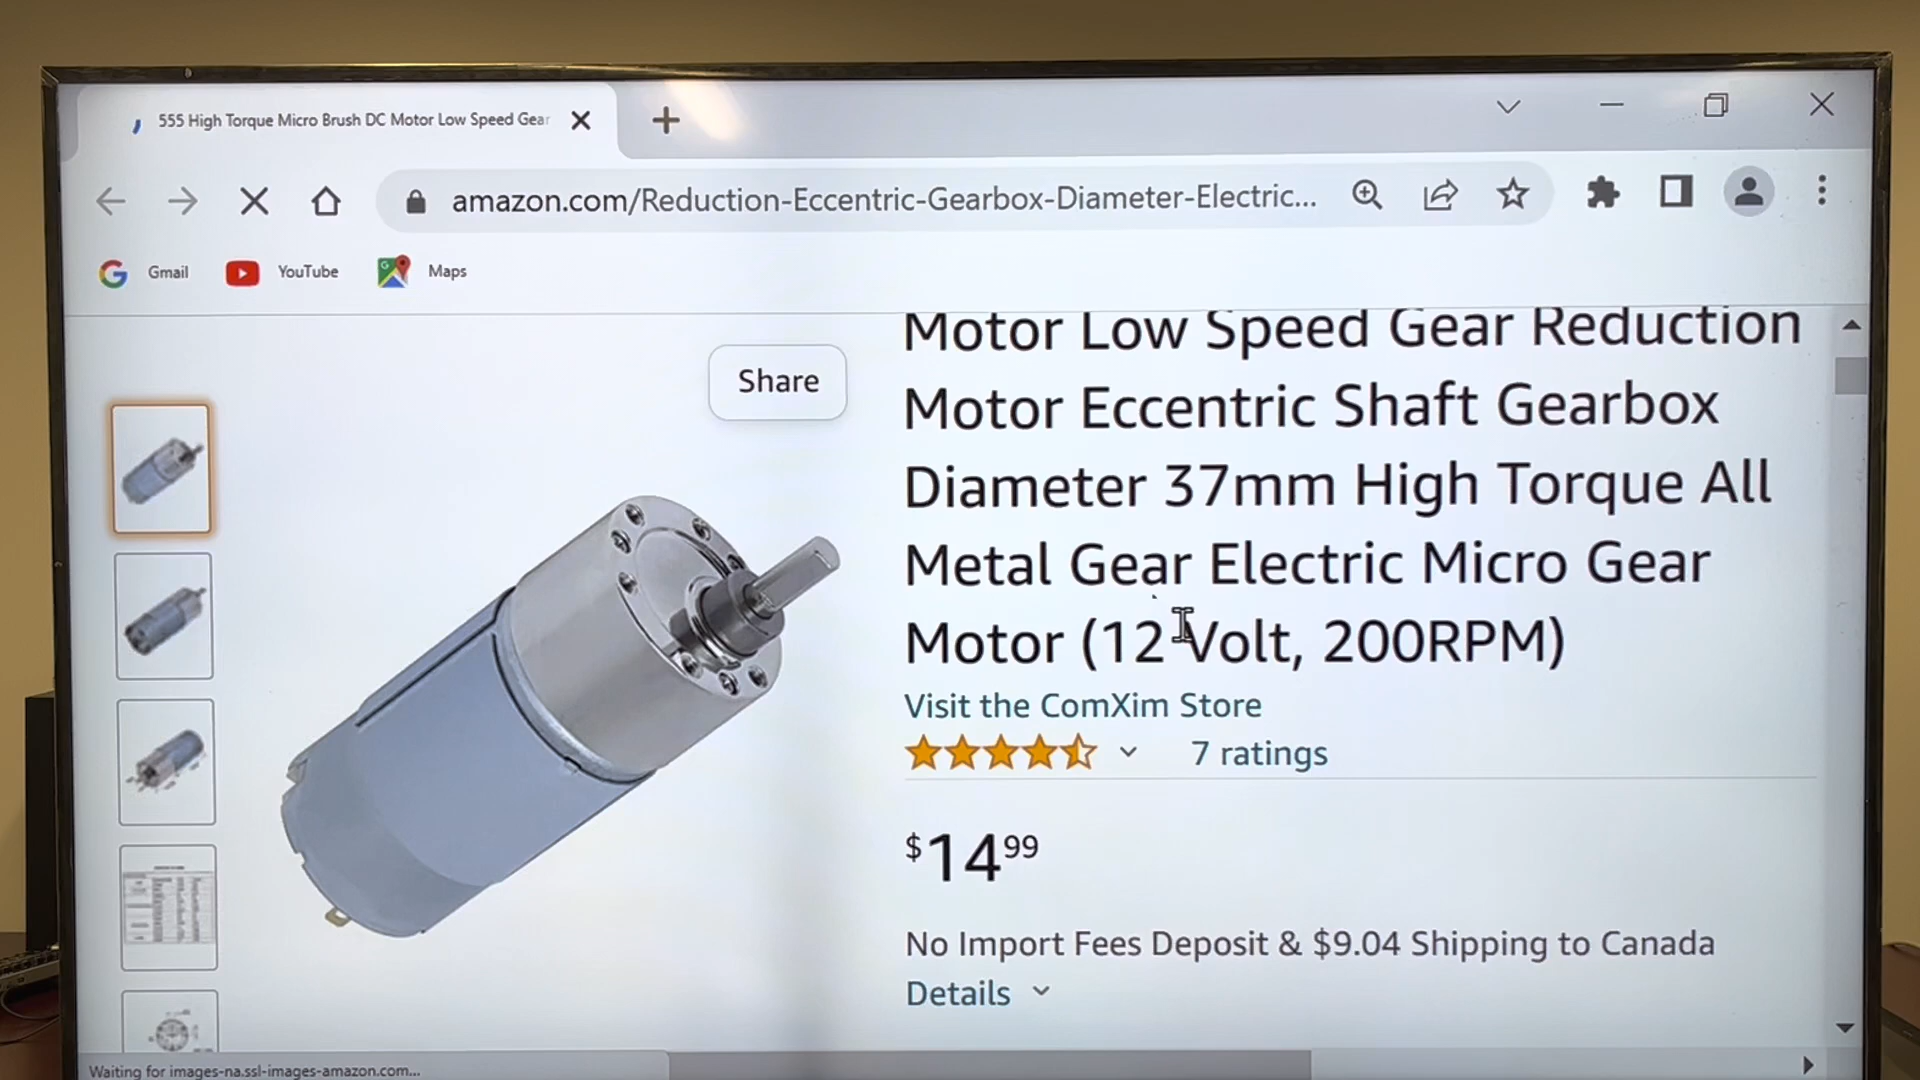 555 High Torque Micro Brush DC Motor Low Speed Gear
amazon.com/Reduction-Eccentric-Gearbox-Diameter-Electric...
Gmail
YouTube
Maps
Share
Motor Low Speed Gear Reduction
Motor Eccentric Shaft Gearbox
Diameter 37mm High Torque All
Metal Gear Electric Micro Gear
Motor (12 Volt, 200RPM)
Visit the ComXim Store
7 ratings
$14 99
No Import Fees Deposit & $9.04 Shipping to Canada
Details
Waiting for images-na.ssl-images-amazon.com...